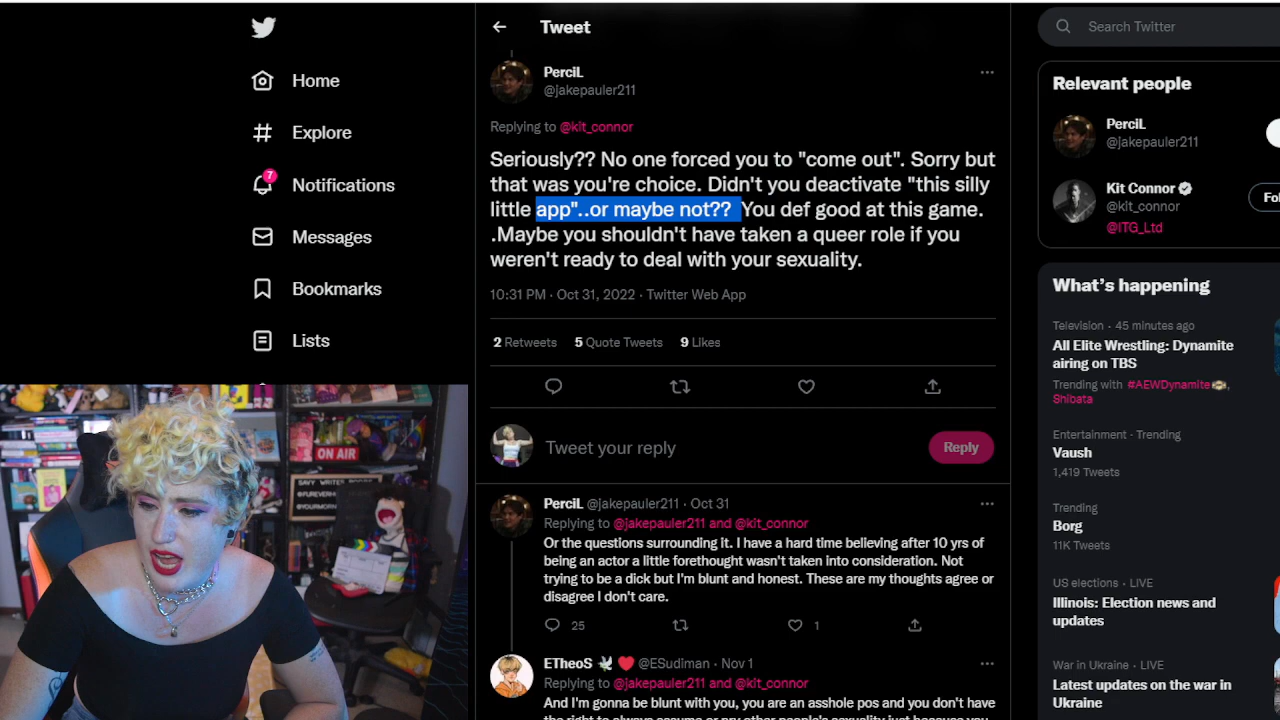 Home
Explore
7
Notifications
Messages
Bookmarks
Lists
Tweet
PerciL
@jakepauler211
Replying to @kit_connor
Seriously?? No one forced you to "come out". Sorry but
that was you're choice. Didn't you deactivate "this silly
little app"..or maybe not?? You def good at this game.
.Maybe you shouldn't have taken a queer role if you
weren't ready to deal with your sexuality.
10:31 PM · Oct 31, 2022 · Twitter Web App
2 Retweets 5 Quote Tweets 9 Likes
Tweet your reply
Reply
PerciL @jakepauler211 · Oct 31
Replying to @jakepauler211 and @kit_connor
Or the questions surrounding it. I have a hard time believing after 10 yrs of
being an actor a little forethought wasn't taken into consideration. Not
trying to be a dick but I'm blunt and honest. These are my thoughts agree or
disagree I don't care.
25
1
ETheoS @ESudiman · Nov 1
Replying to @jakepauler211 and @kit_connor
And I'm gonna be blunt with you, you are an asshole pos and you don't have
Search Twitter
Relevant people
PerciL
@jakepauler211
Kit Connor
@kit_connor
Fo
@ITG_Ltd
What's happening
Television · 45 minutes ago
All Elite Wrestling: Dynamite
airing on TBS
Trending with #AEWDynamite,
Shibata
Entertainment · Trending
Vaush
1,419 Tweets
Trending
Borg
11K Tweets
US elections · LIVE
Illinois: Election news and
updates
War in Ukraine · LIVE
Latest updates on the war in
Ukraine
ON AIR
SAVY WRITES